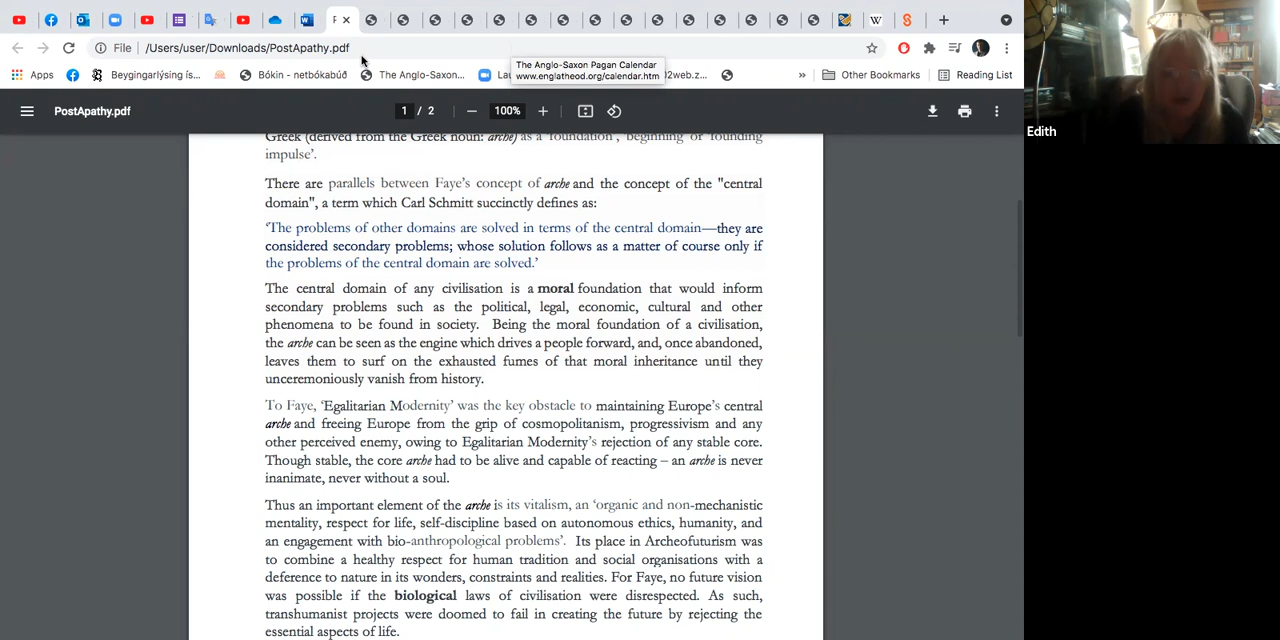 File
/Users/user/Downloads/PostApathy.pdf
Apps
Beygingarlýsing ís...
Bókin - netbókabúð
The Anglo-Saxon...
Lau
The Anglo-Saxon Pagan Calendar
www.englatheod.org/calendar.htm
02web.z...
»
Other Bookmarks
Reading List
PostApathy.pdf
1 / 2
100%
Edith
Greek (derived from the Greek noun: arche) as a 'foundation', 'beginning' or 'founding
impulse'.
There are parallels between Faye's concept of arche and the concept of the "central
domain", a term which Carl Schmitt succinctly defines as:
'The problems of other domains are solved in terms of the central domain—they are
considered secondary problems; whose solution follows as a matter of course only if
the problems of the central domain are solved.'
The central domain of any civilisation is a moral foundation that would inform
secondary problems such as the political, legal, economic, cultural and other
phenomena to be found in society. Being the moral foundation of a civilisation,
the arche can be seen as the engine which drives a people forward, and, once abandoned,
leaves them to surf on the exhausted fumes of that moral inheritance until they
unceremoniously vanish from history.
To Faye, 'Egalitarian Modernity' was the key obstacle to maintaining Europe's central
arche and freeing Europe from the grip of cosmopolitanism, progressivism and any
other perceived enemy, owing to Egalitarian Modernity's rejection of any stable core.
Though stable, the core arche had to be alive and capable of reacting – an arche is never
inanimate, never without a soul.
Thus an important element of the arche is its vitalism, an 'organic and non-mechanistic
mentality, respect for life, self-discipline based on autonomous ethics, humanity, and
an engagement with bio-anthropological problems'. Its place in Archeofuturism was
to combine a healthy respect for human tradition and social organisations with a
deference to nature in its wonders, constraints and realities. For Faye, no future vision
was possible if the biological laws of civilisation were disrespected. As such,
transhumanist projects were doomed to fail in creating the future by rejecting the
essential aspects of life.